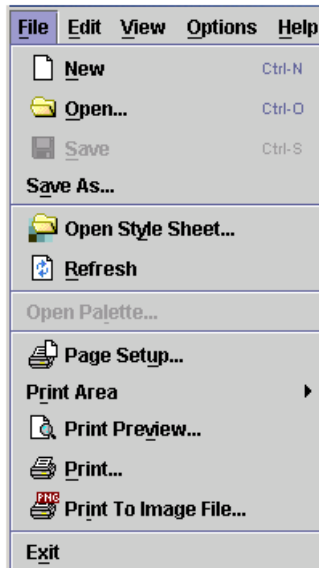 File Edit View Options Help
New Ctrl-N
Open... Ctrl-O
Save Ctrl-S
Save As...
Open Style Sheet...
Refresh
Open Palette...
Page Setup...
Print Area
Print Preview...
Print...
PNG Print To Image File...
Exit